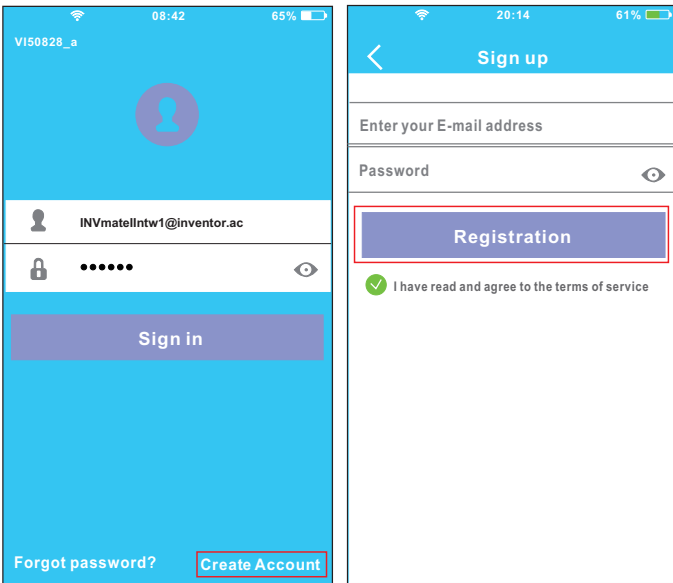 08:42
65%
VI50828_a
INVmatelIntw1@inventor.ac
Sign in
Forgot password?
Create Account
20:14
61%
Sign up
Enter your E-mail address
Password
Registration
I have read and agree to the terms of service